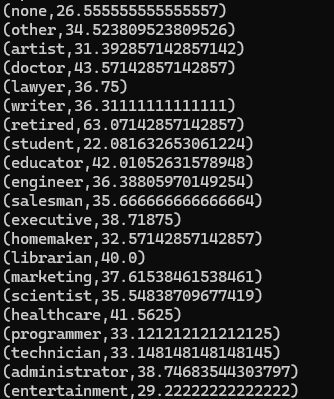 (none,26.555555555555557)
(other,34.523809523809526)
(artist,31.392857142857142)
(doctor,43.57142857142857)
(lawyer,36.75)
(writer,36.31111111111111)
(retired,63.07142857142857)
(student,22.081632653061224)
(educator,42.01052631578948)
(engineer,36.38805970149254)
(salesman,35.666666666666664)
(executive,38.71875)
(homemaker,32.57142857142857)
(librarian,40.0)
(marketing,37.61538461538461)
(scientist,35.54838709677419)
(healthcare,41.5625)
(programmer,33.121212121212125)
(technician,33.148148148148145)
(administrator,38.74683544303797)
(entertainment,29.22222222222222)